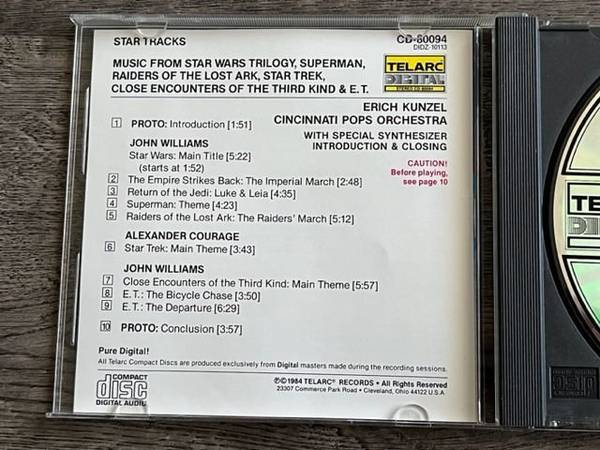 STAR TRACKS
CD-80094
DIDZ-10113
MUSIC FROM STAR WARS TRILOGY, SUPERMAN,
RAIDERS OF THE LOST ARK, STAR TREK,
CLOSE ENCOUNTERS OF THE THIRD KIND & E.T.
TELARC
DIGITAL
STEREO CD 80094
ERICH KUNZEL
CINCINNATI POPS ORCHESTRA
WITH SPECIAL SYNTHESIZER
INTRODUCTION & CLOSING
CAUTION!
Before playing,
see page 10
1 PROTO: Introduction [1:51]
JOHN WILLIAMS
Star Wars: Main Title [5:22]
(starts at 1:52)
2 The Empire Strikes Back: The Imperial March [2:48]
3 Return of the Jedi: Luke & Leia [4:35]
4 Superman: Theme [4:23]
5 Raiders of the Lost Ark: The Raiders' March [5:12]
ALEXANDER COURAGE
6 Star Trek: Main Theme [3:43]
JOHN WILLIAMS
7 Close Encounters of the Third Kind: Main Theme [5:57]
8 E.T.: The Bicycle Chase [3:50]
9 E.T.: The Departure [6:29]
10 PROTO: Conclusion [3:57]
Pure Digital!
All Telarc Compact Discs are produced exclusively from Digital masters made during the recording sessions.
COMPACT
disc
DIGITAL AUDIO
℗©1984 TELARC® RECORDS • All Rights Reserved
23307 Commerce Park Road • Cleveland, Ohio 44122 U.S.A
TE
DI